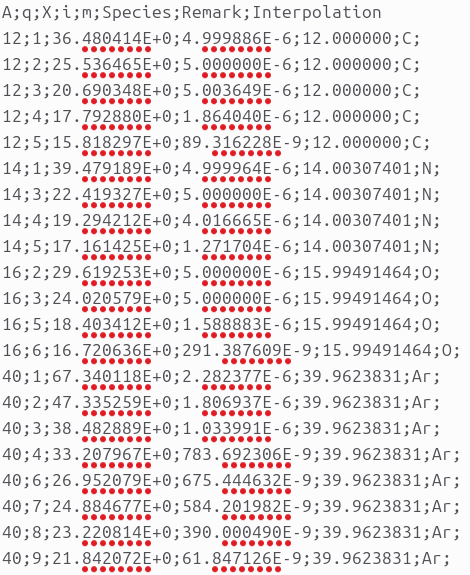 A;q;X;i;m;Species;Remark;Interpolation
12;1;36.480414E+0;4.999886E-6;12.000000;C;
12;2;25.536465E+0;5.000000E-6;12.000000;C;
12;3;20.690348E+0;5.003649E-6;12.000000;C;
12;4;17.792880E+0;1.864040E-6;12.000000;C;
12;5;15.818297E+0;89.316228E-9;12.000000;C;
14;1;39.479189E+0;4.999964E-6;14.00307401;N;
14;3;22.419327E+0;5.000000E-6;14.00307401;N;
14;4;19.294212E+0;4.016665E-6;14.00307401;N;
14;5;17.161425E+0;1.271704E-6;14.00307401;N;
16;2;29.619253E+0;5.000000E-6;15.99491464;O;
16;3;24.020579E+0;5.000000E-6;15.99491464;O;
16;5;18.403412E+0;1.588883E-6;15.99491464;O;
16;6;16.720636E+0;291.387609E-9;15.99491464;O;
40;1;67.340118E+0;2.282377E-6;39.9623831;Ar;
40;2;47.335259E+0;1.806937E-6;39.9623831;Ar;
40;3;38.482889E+0;1.033991E-6;39.9623831;Ar;
40;4;33.207967E+0;783.692306E-9;39.9623831;Ar;
40;6;26.952079E+0;675.444632E-9;39.9623831;Ar;
40;7;24.884677E+0;584.201982E-9;39.9623831;Ar;
40;8;23.220814E+0;390.000490E-9;39.9623831;Ar;
40;9;21.842072E+0;61.847126E-9;39.9623831;Ar;